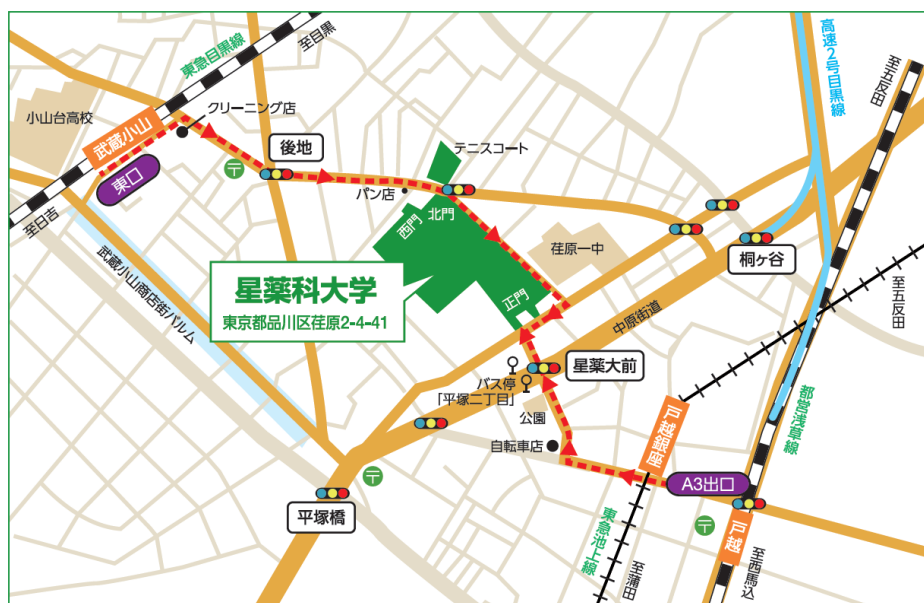 東急目黒線
至目黒
高速2号目黒線
至五反田
小山台高校
クリーニング店
武蔵小山
後地
テニスコート
〒
東口
パン店
至日吉
西門
北門
荏原一中
桐ヶ谷
星薬科大学
東京都品川区荏原2-4-41
正門
中原街道
至五反田
武蔵小山商店街パルム
星薬大前
バス停
「平塚二丁目」
公園
都営浅草線
自転車店
戸越銀座
〒
A3出口
平塚橋
〒
戸越
東急池上線
至蒲田
至西馬込